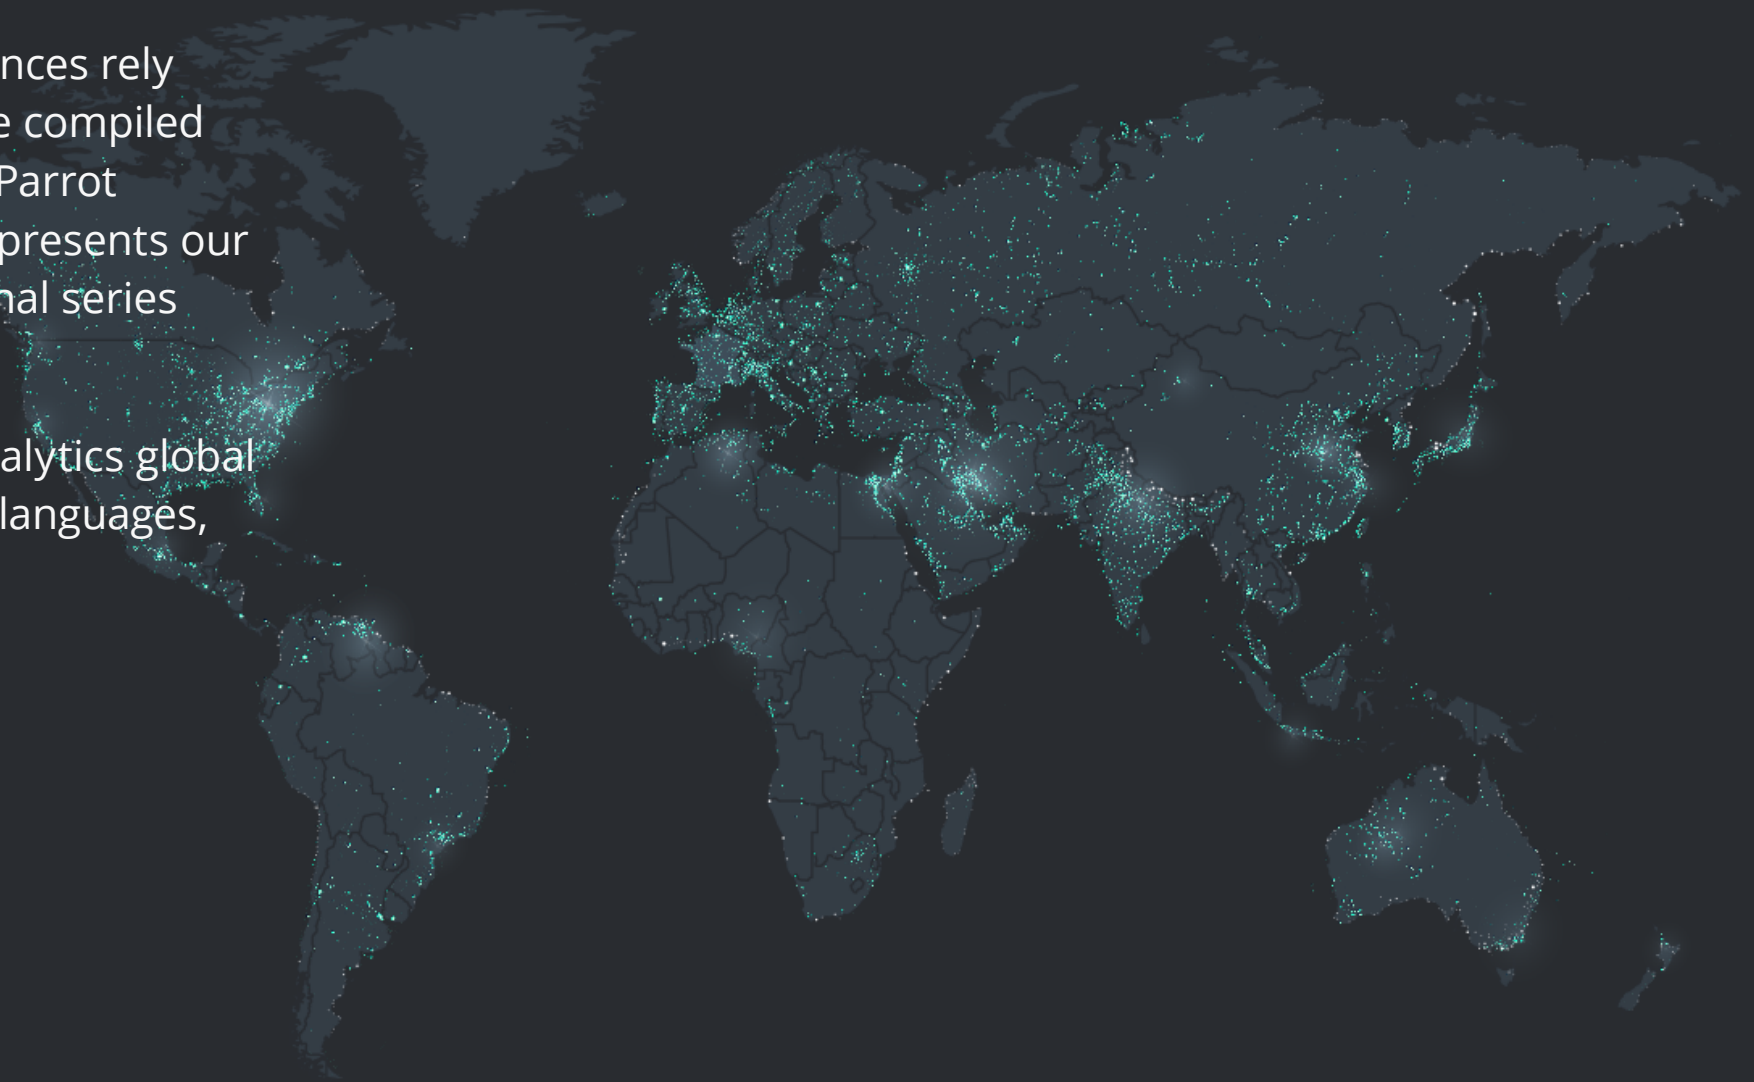 nces rely
e compiled
Parrot
presents our
nal series
alytics global
languages,